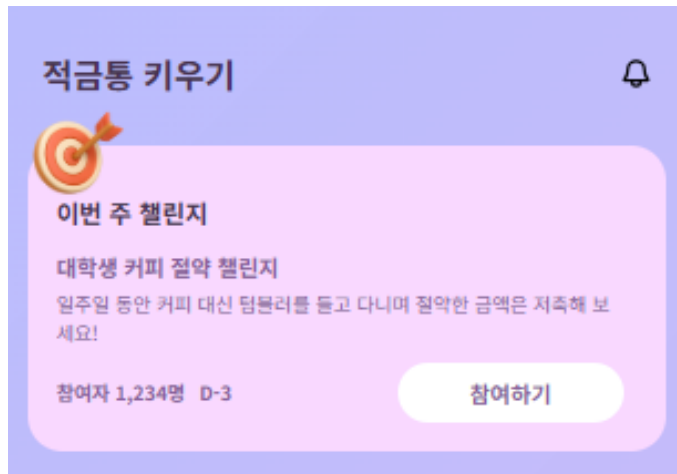 적금통 키우기
이번 주 챌린지
대학생 커피 절약 챌린지
일주일 동안 커피 대신 텀블러를 들고 다니며 절약한 금액은 저축해 보
세요!
참여자 1,234명 D-3
참여하기